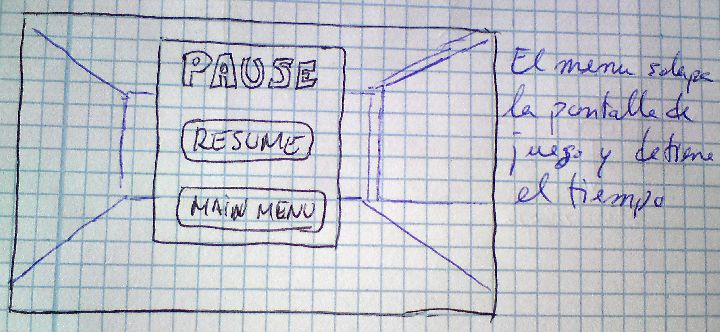 PAUSE
RESUME
MAIN MENU
El menu solapa
la pantalla de
juego y detiene
el tiempo